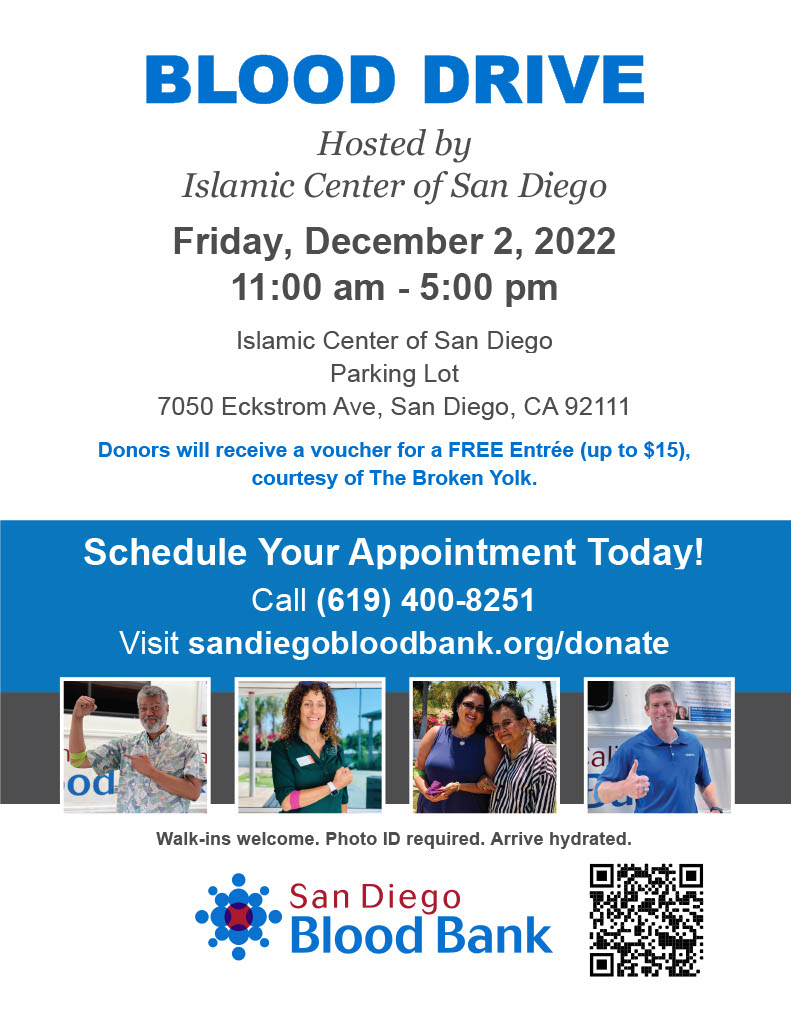 BLOOD DRIVE
Hosted by
Islamic Center of San Diego
Friday, December 2, 2022
11:00 am - 5:00 pm
Islamic Center of San Diego
Parking Lot
7050 Eckstrom Ave, San Diego, CA 92111
Donors will receive a voucher for a FREE Entrée (up to $15),
courtesy of The Broken Yolk.
Schedule Your Appointment Today!
Call (619) 400-8251
Visit sandiegobloodbank.org/donate
Walk-ins welcome. Photo ID required. Arrive hydrated.
San Diego
Blood Bank